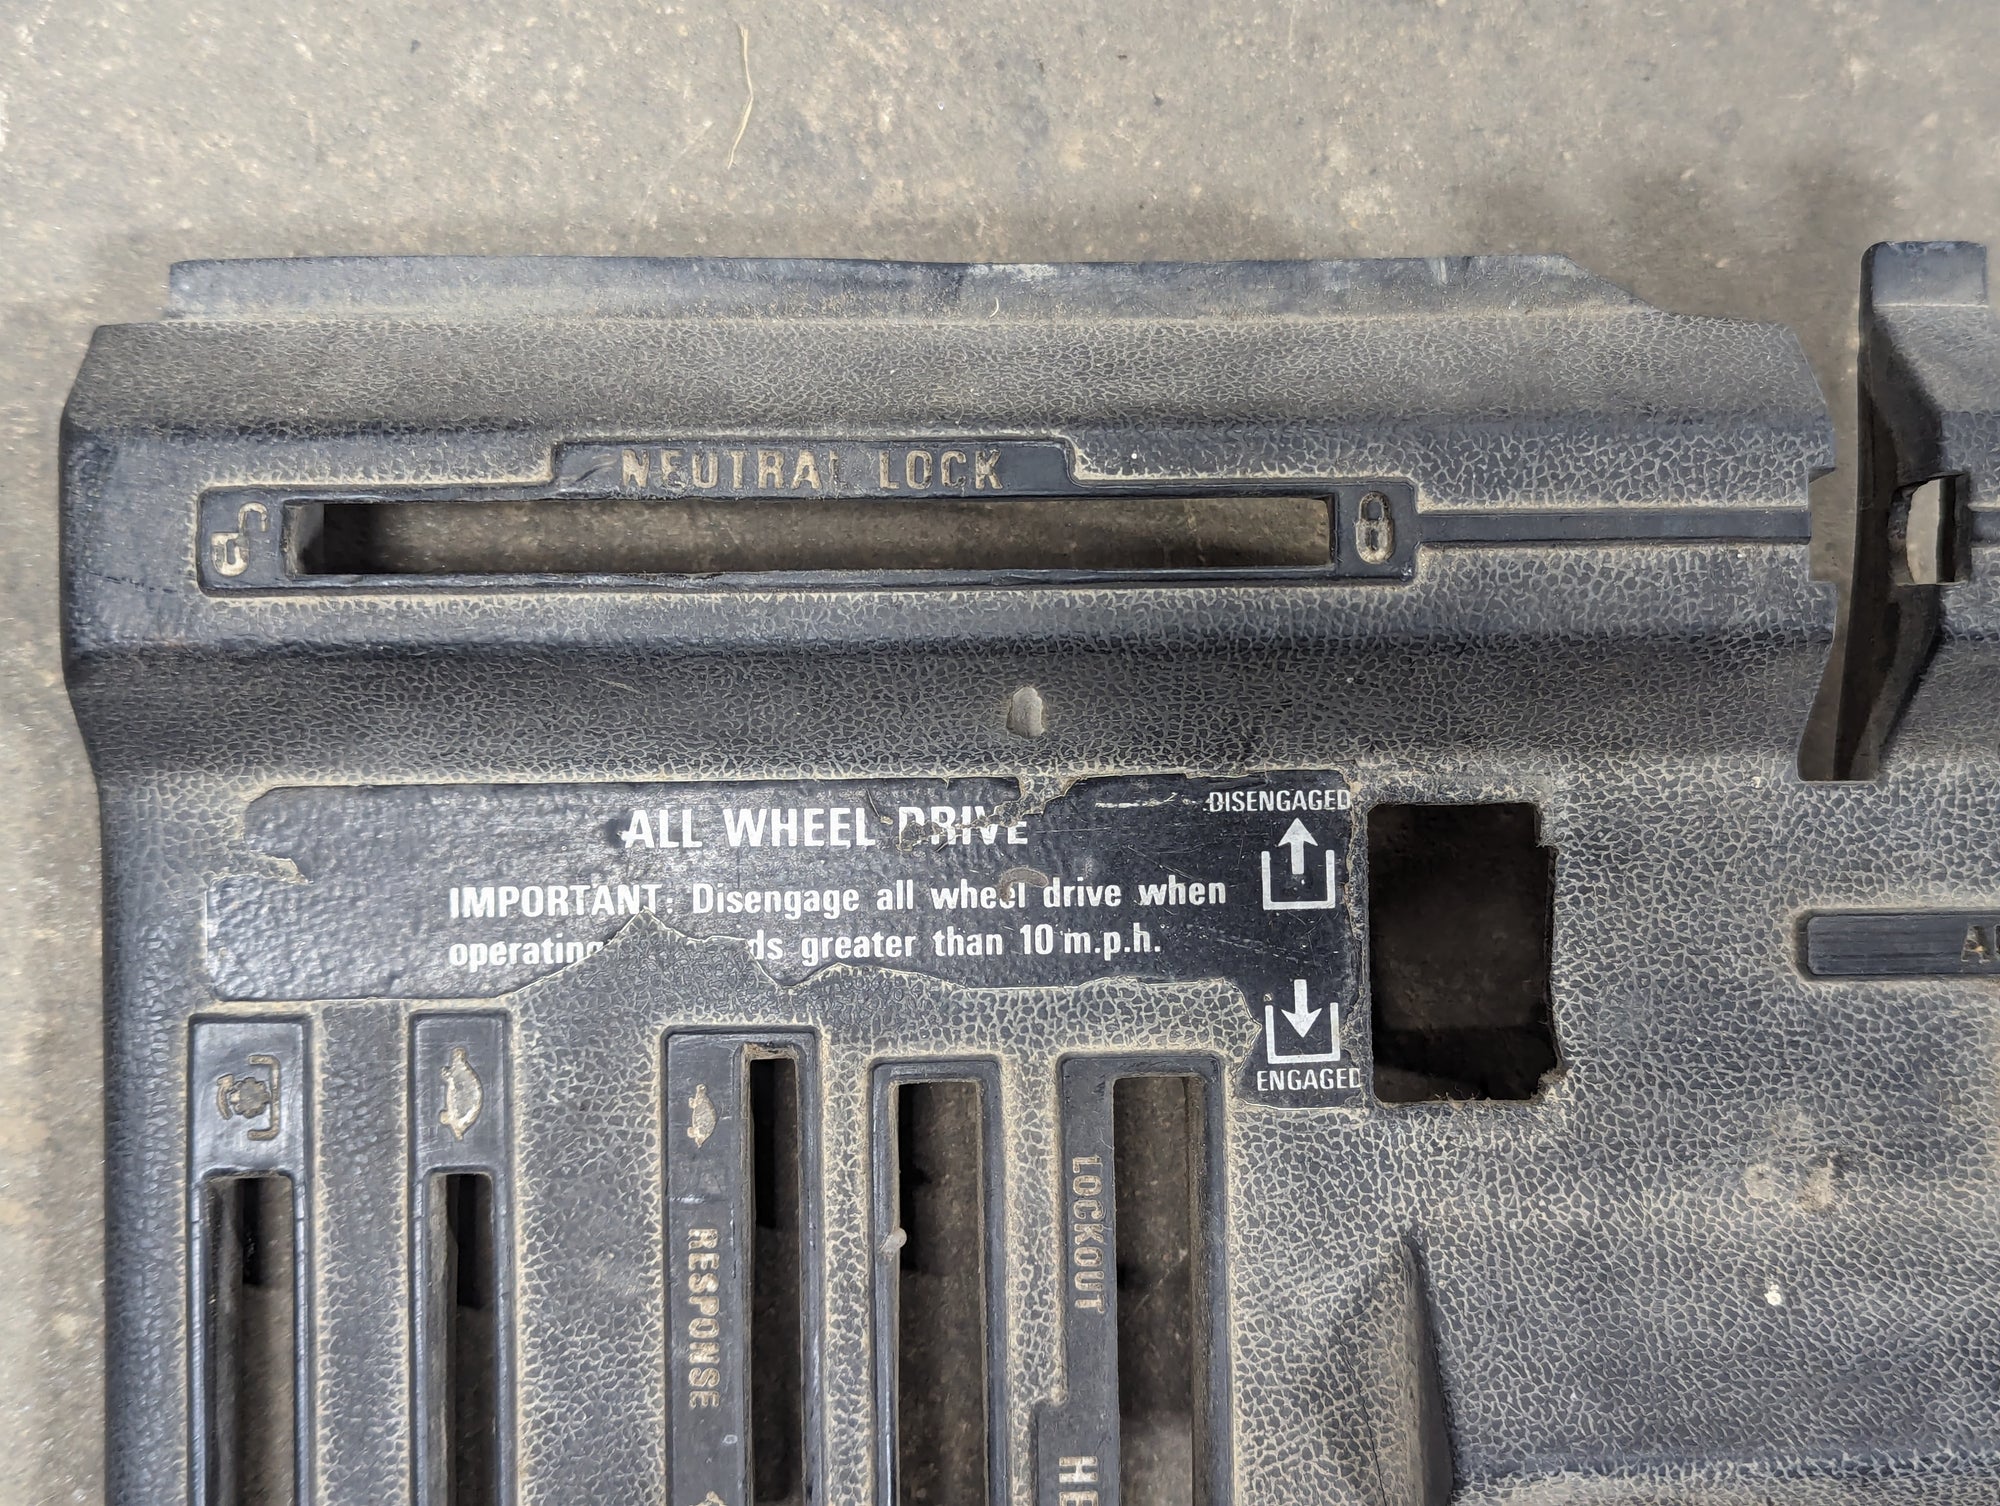 NEUTRAL LOCK
ALL WHEEL DRIVE
DISENGAGED
IMPORTANT: Disengage all wheel drive when
operating ds greater than 10 m.p.h.
ENGAGED
LOCKOUT
RESPONSE